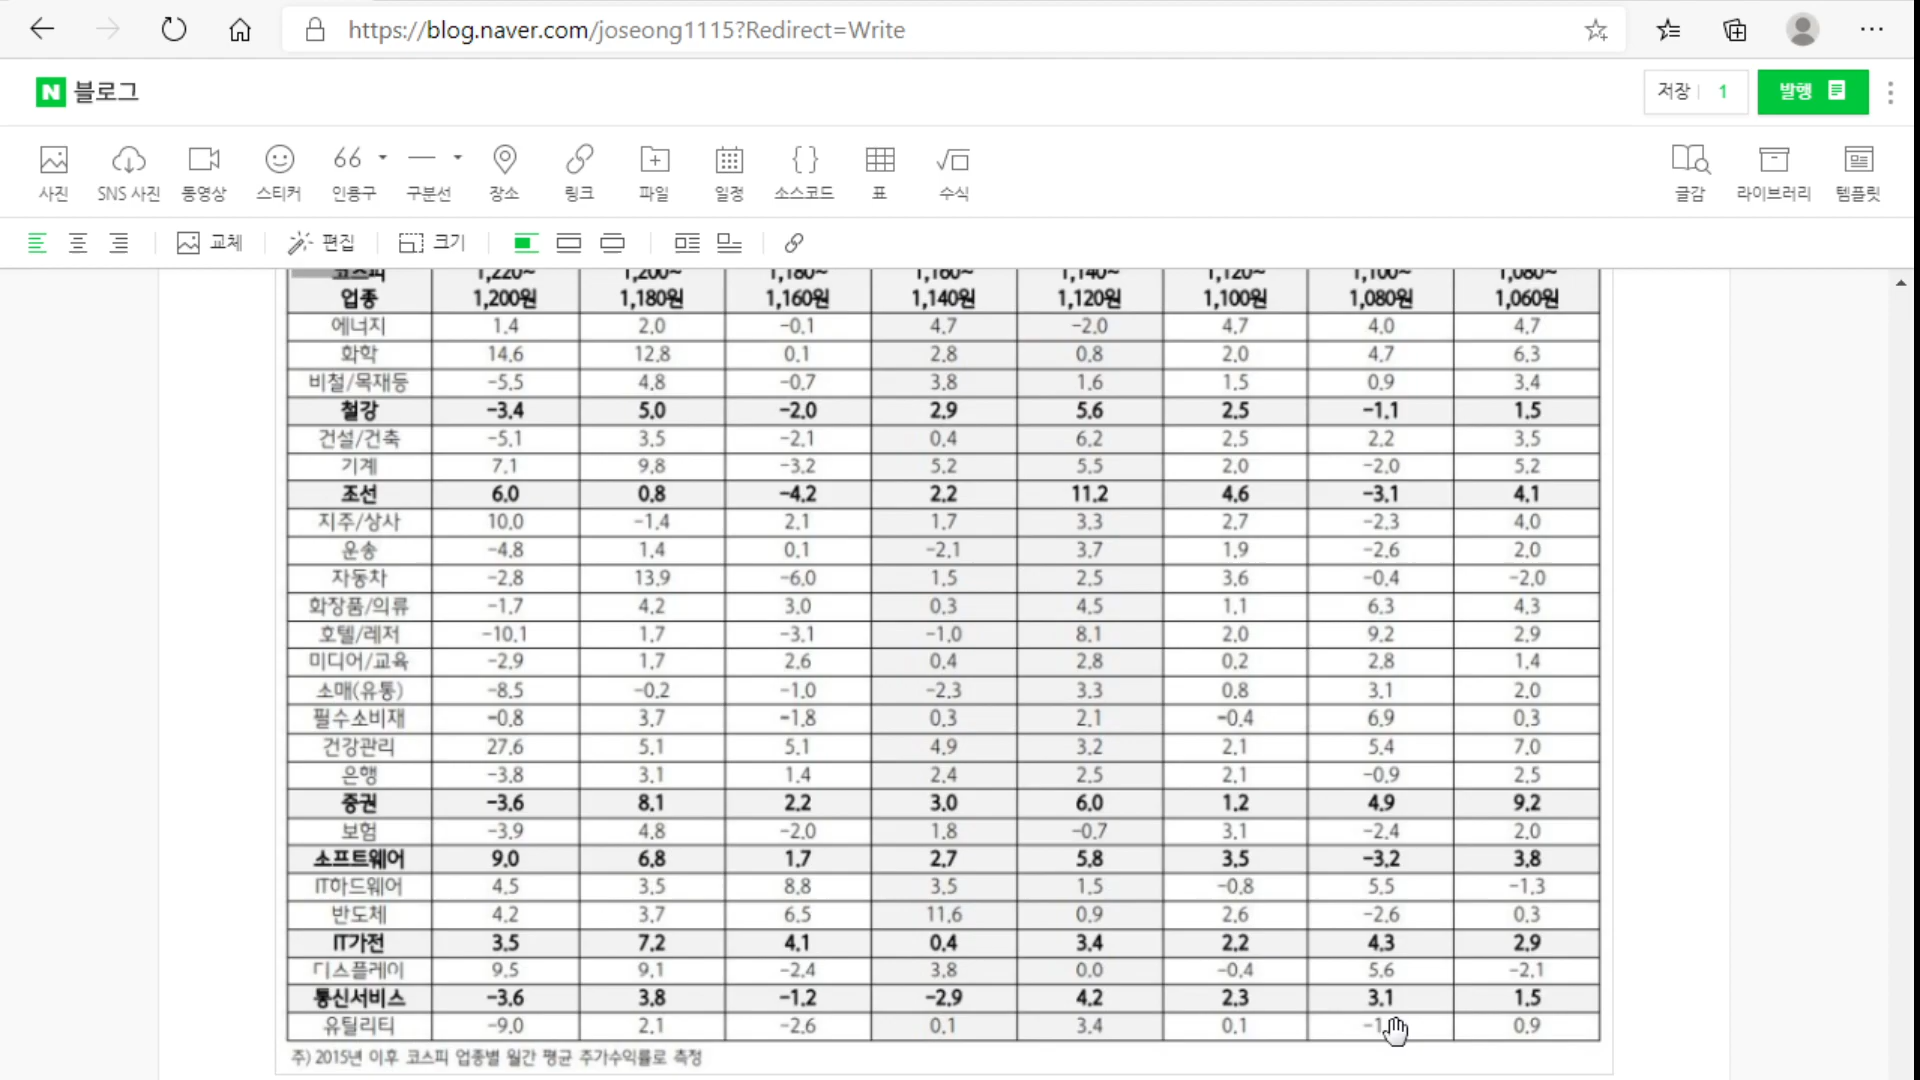 https://blog.naver.com/joseong1115?Redirect=Write
N 블로그
저장 1 발행
사진 SNS 사진 동영상 스티커 인용구 구분선 장소 링크 파일 일정 소스코드 표 수식 글감 라이브러리 템플릿
교체 편집 크기
코스피 1,220~ 1,200~ 1,180~ 1,160~ 1,140~ 1,120~ 1,100~ 1,080~
업종 1,200원 1,180원 1,160원 1,140원 1,120원 1,100원 1,080원 1,060원
에너지 1.4 2.0 -0.1 4.7 -2.0 4.7 4.0 4.7
화학 14.6 12.8 0.1 2.8 0.8 2.0 4.7 6.3
비철/목재등 -5.5 4.8 -0.7 3.8 1.6 1.5 0.9 3.4
철강 -3.4 5.0 -2.0 2.9 5.6 2.5 -1.1 1.5
건설/건축 -5.1 3.5 -2.1 0.4 6.2 2.5 2.2 3.5
기계 7.1 9.8 -3.2 5.2 5.5 2.0 -2.0 5.2
조선 6.0 0.8 -4.2 2.2 11.2 4.6 -3.1 4.1
지주/상사 10.0 -1.4 2.1 1.7 3.3 2.7 -2.3 4.0
운송 -4.8 1.4 0.1 -2.1 3.7 1.9 -2.6 2.0
자동차 -2.8 13.9 -6.0 1.5 2.5 3.6 -0.4 -2.0
화장품/의류 -1.7 4.2 3.0 0.3 4.5 1.1 6.3 4.3
호텔/레저 -10.1 1.7 -3.1 -1.0 8.1 2.0 9.2 2.9
미디어/교육 -2.9 1.7 2.6 0.4 2.8 0.2 2.8 1.4
소매(유통) -8.5 -0.2 -1.0 -2.3 3.3 0.8 3.1 2.0
필수소비재 -0.8 3.7 -1.8 0.3 2.1 -0.4 6.9 0.3
건강관리 27.6 5.1 5.1 4.9 3.2 2.1 5.4 7.0
은행 -3.8 3.1 1.4 2.4 2.5 2.1 -0.9 2.5
증권 -3.6 8.1 2.2 3.0 6.0 1.2 4.9 9.2
보험 -3.9 4.8 -2.0 1.8 -0.7 3.1 -2.4 2.0
소프트웨어 9.0 6.8 1.7 2.7 5.8 3.5 -3.2 3.8
IT하드웨어 4.5 3.5 8.8 3.5 1.5 -0.8 5.5 -1.3
반도체 4.2 3.7 6.5 11.6 0.9 2.6 -2.6 0.3
IT가전 3.5 7.2 4.1 0.4 3.4 2.2 4.3 2.9
디스플레이 9.5 9.1 -2.4 3.8 0.0 -0.4 5.6 -2.1
통신서비스 -3.6 3.8 -1.2 -2.9 4.2 2.3 3.1 1.5
유틸리티 -9.0 2.1 -2.6 0.1 3.4 0.1 0.9
주) 2015년 이후 코스피 업종별 월간 평균 주가수익률로 측정